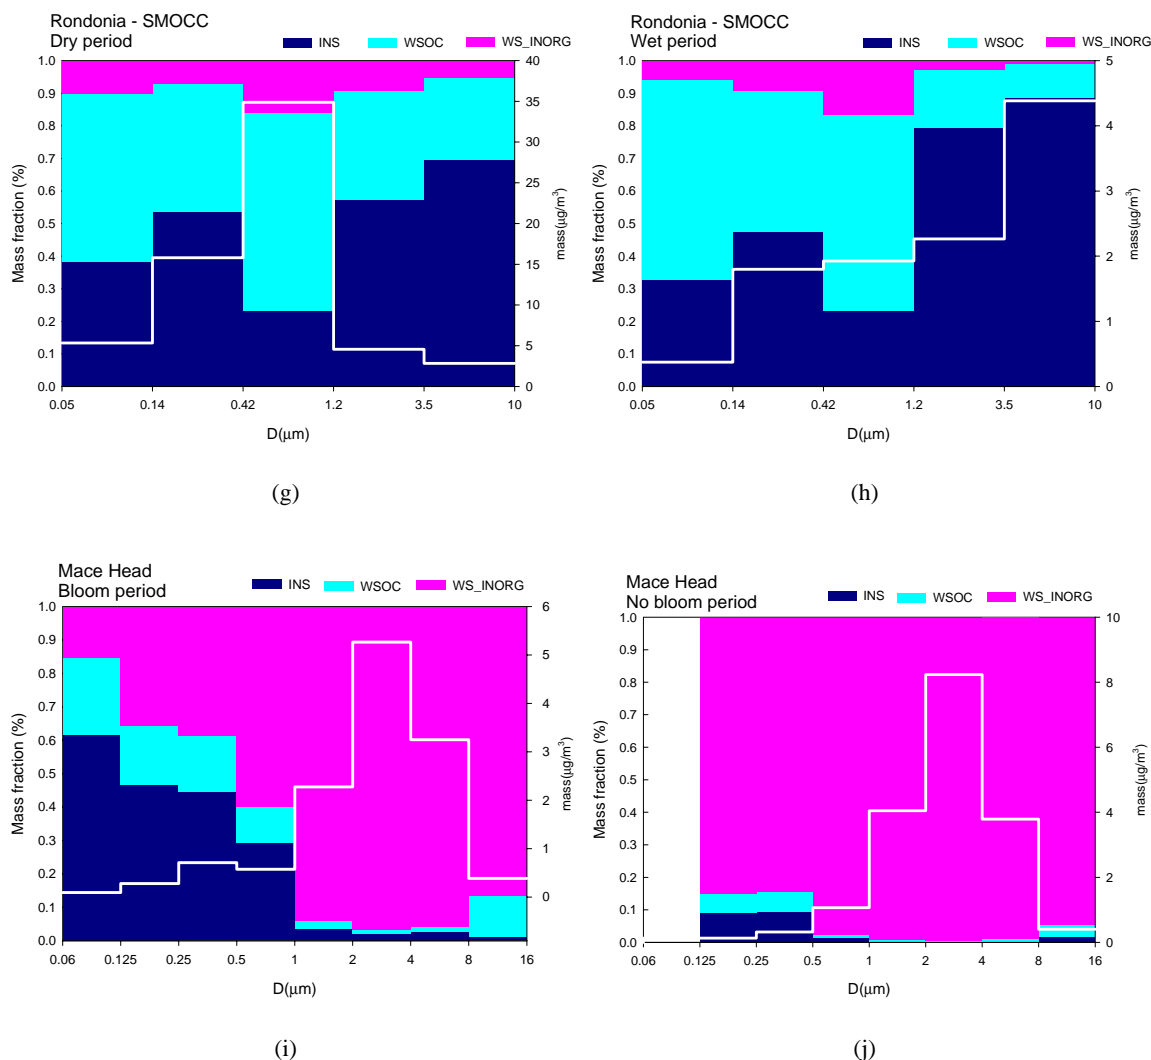 Rondonia - SMOCC
Dry period
INS WSOC WS_INORG
1.0
0.9
0.8
0.7
0.6
0.5
0.4
0.3
0.2
0.1
0.0
Mass fraction (%)
40
35
30
25
20
15
10
5
0
mass(μg/m³)
0.05 0.14 0.42 1.2 3.5 10
D(μm)
(g)
Rondonia - SMOCC
Wet period
INS WSOC WS_INORG
1.0
0.9
0.8
0.7
0.6
0.5
0.4
0.3
0.2
0.1
0.0
Mass fraction (%)
5
4
3
2
1
0
mass(μg/m³)
0.05 0.14 0.42 1.2 3.5 10
D(μm)
(h)
Mace Head
Bloom period
INS WSOC WS_INORG
1.0
0.9
0.8
0.7
0.6
0.5
0.4
0.3
0.2
0.1
0.0
Mass fraction (%)
6
5
4
3
2
1
0
mass(μg/m³)
0.06 0.125 0.25 0.5 1 2 4 8 16
D(μm)
(i)
Mace Head
No bloom period
INS WSOC WS_INORG
1.0
0.9
0.8
0.7
0.6
0.5
0.4
0.3
0.2
0.1
0.0
Mass fraction (%)
10
8
6
4
2
0
mass(μg/m³)
0.06 0.125 0.25 0.5 1 2 4 8 16
D(μm)
(j)